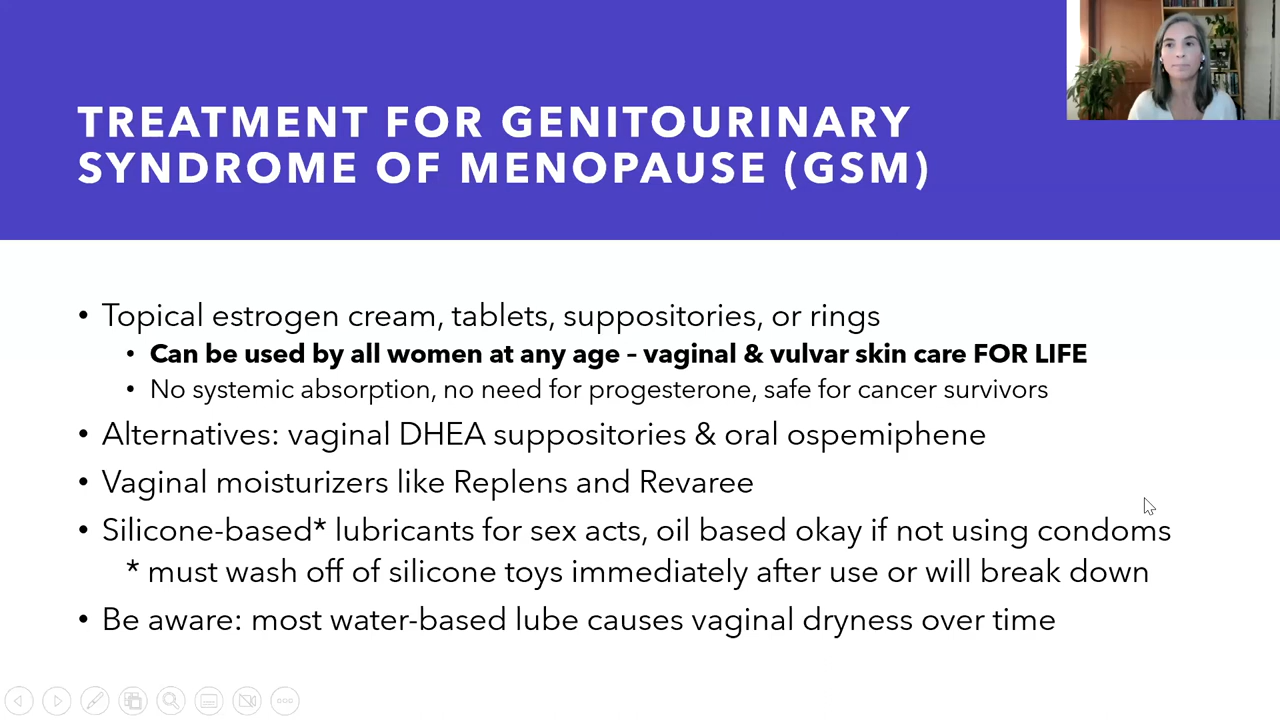 TREATMENT FOR GENITOURINARY
SYNDROME OF MENOPAUSE (GSM)
• Topical estrogen cream, tablets, suppositories, or rings
• Can be used by all women at any age – vaginal & vulvar skin care FOR LIFE
• No systemic absorption, no need for progesterone, safe for cancer survivors
• Alternatives: vaginal DHEA suppositories & oral ospemiphene
• Vaginal moisturizers like Replens and Revaree
• Silicone-based* lubricants for sex acts, oil based okay if not using condoms
* must wash off of silicone toys immediately after use or will break down
• Be aware: most water-based lube causes vaginal dryness over time